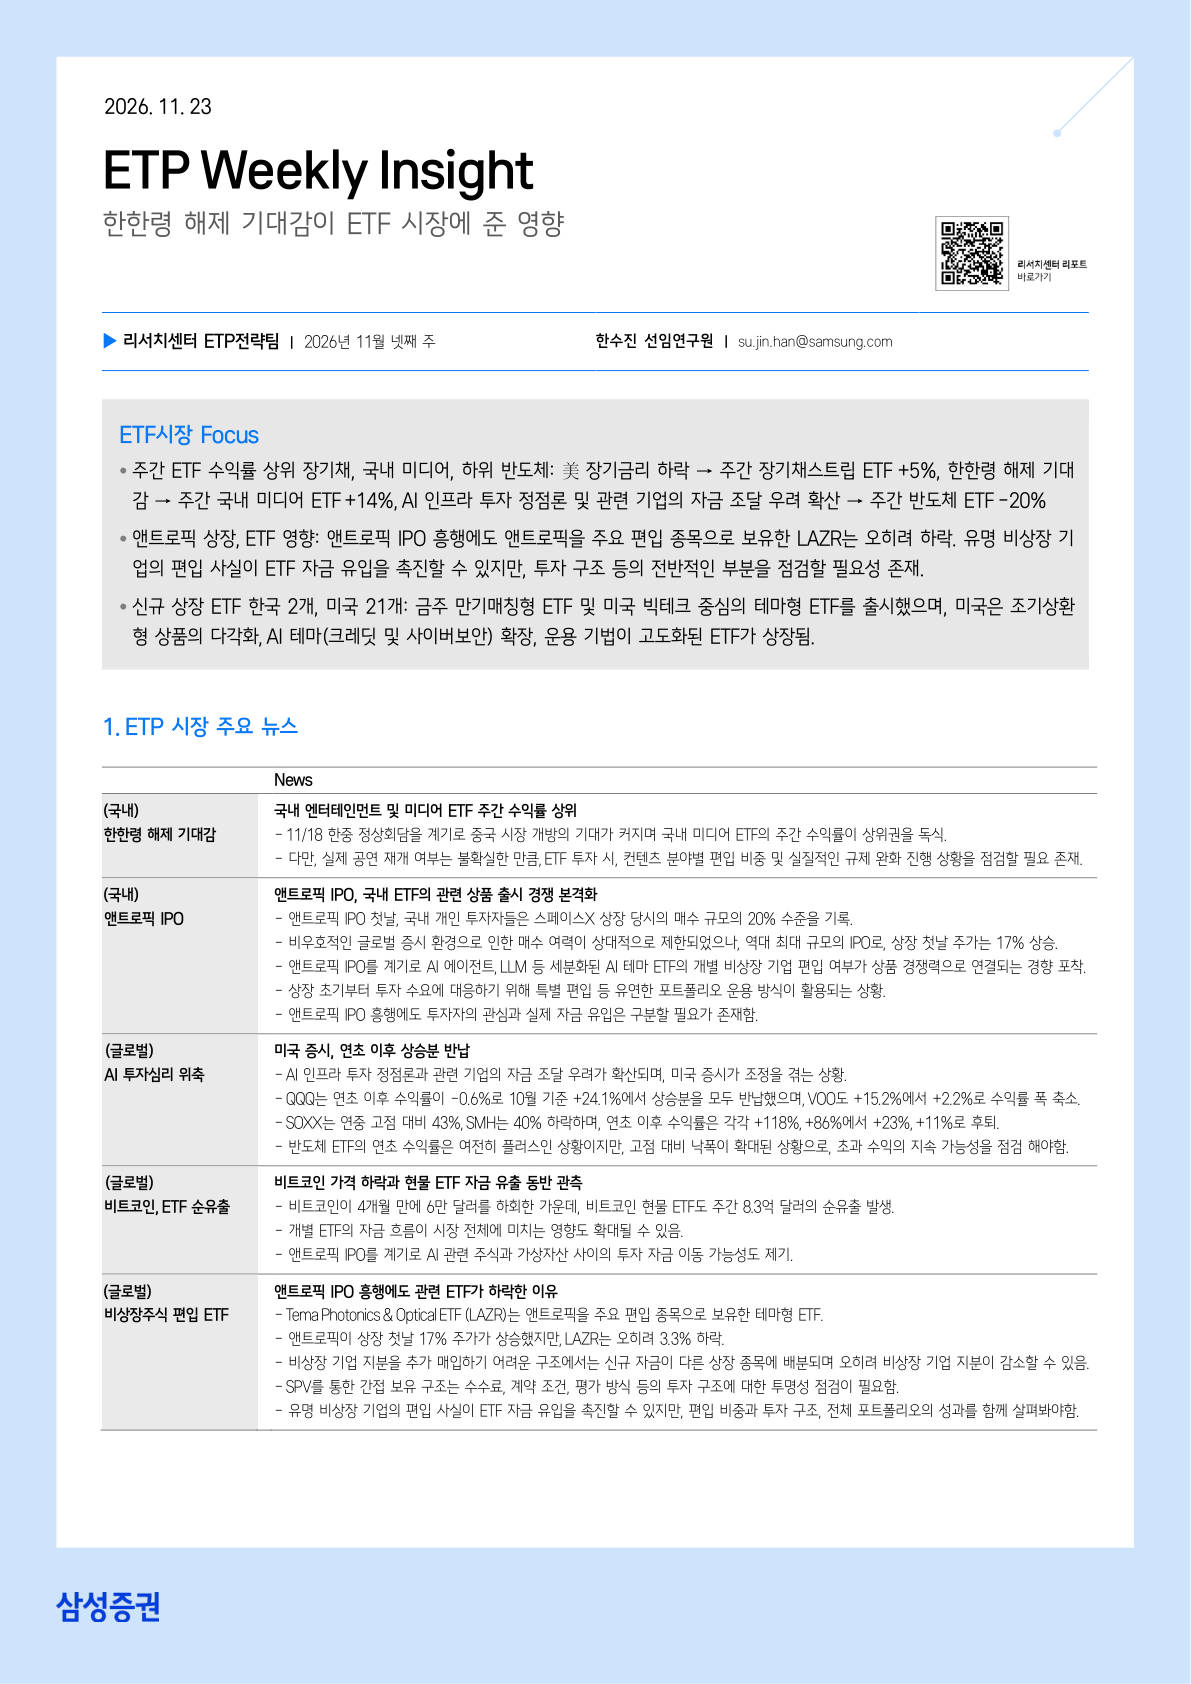 2026. 11. 23
ETP Weekly Insight
한한령 해제 기대감이 ETF 시장에 준 영향
리서치센터 리포트
바로가기
▶ 리서치센터 ETP전략팀 | 2026년 11월 넷째 주
한수진 선임연구원 | su.jin.han@samsung.com
ETF시장 Focus
• 주간 ETF 수익률 상위 장기채, 국내 미디어, 하위 반도체: 美 장기금리 하락 → 주간 장기채스트립 ETF +5%, 한한령 해제 기대
감 → 주간 국내 미디어 ETF +14%, AI 인프라 투자 정점론 및 관련 기업의 자금 조달 우려 확산 → 주간 반도체 ETF -20%
• 앤트로픽 상장, ETF 영향: 앤트로픽 IPO 흥행에도 앤트로픽을 주요 편입 종목으로 보유한 LAZR는 오히려 하락. 유명 비상장 기
업의 편입 사실이 ETF 자금 유입을 촉진할 수 있지만, 투자 구조 등의 전반적인 부분을 점검할 필요성 존재.
• 신규 상장 ETF 한국 2개, 미국 21개: 금주 만기매칭형 ETF 및 미국 빅테크 중심의 테마형 ETF를 출시했으며, 미국은 조기상환
형 상품의 다각화, AI 테마(크레딧 및 사이버보안) 확장, 운용 기법이 고도화된 ETF가 상장됨.
1. ETP 시장 주요 뉴스
News
(국내)
한한령 해제 기대감
국내 엔터테인먼트 및 미디어 ETF 주간 수익률 상위
- 11/18 한중 정상회담을 계기로 중국 시장 개방의 기대가 커지며 국내 미디어 ETF의 주간 수익률이 상위권을 독식.
- 다만, 실제 공연 재개 여부는 불확실한 만큼, ETF 투자 시, 컨텐츠 분야별 편입 비중 및 실질적인 규제 완화 진행 상황을 점검할 필요 존재.
(국내)
앤트로픽 IPO
앤트로픽 IPO, 국내 ETF의 관련 상품 출시 경쟁 본격화
- 앤트로픽 IPO 첫날, 국내 개인 투자자들은 스페이스X 상장 당시의 매수 규모의 20% 수준을 기록.
- 비우호적인 글로벌 증시 환경으로 인한 매수 여력이 상대적으로 제한되었으나, 역대 최대 규모의 IPO로, 상장 첫날 주가는 17% 상승.
- 앤트로픽 IPO를 계기로 AI 에이전트, LLM 등 세분화된 AI 테마 ETF의 개별 비상장 기업 편입 여부가 상품 경쟁력으로 연결되는 경향 포착.
- 상장 초기부터 투자 수요에 대응하기 위해 특별 편입 등 유연한 포트폴리오 운용 방식이 활용되는 상황.
- 앤트로픽 IPO 흥행에도 투자자의 관심과 실제 자금 유입은 구분할 필요가 존재함.
(글로벌)
AI 투자심리 위축
미국 증시, 연초 이후 상승분 반납
- AI 인프라 투자 정점론과 관련 기업의 자금 조달 우려가 확산되며, 미국 증시가 조정을 겪는 상황.
- QQQ는 연초 이후 수익률이 -0.6%로 10월 기준 +24.1%에서 상승분을 모두 반납했으며, VOO도 +15.2%에서 +2.2%로 수익률 폭 축소.
- SOXX는 연중 고점 대비 43%, SMH는 40% 하락하며, 연초 이후 수익률은 각각 +118%, +86%에서 +23%, +11%로 후퇴.
- 반도체 ETF의 연초 수익률은 여전히 플러스인 상황이지만, 고점 대비 낙폭이 확대된 상황으로, 초과 수익의 지속 가능성을 점검 해야함.
(글로벌)
비트코인, ETF 순유출
비트코인 가격 하락과 현물 ETF 자금 유출 동반 관측
- 비트코인이 4개월 만에 6만 달러를 하회한 가운데, 비트코인 현물 ETF도 주간 8.3억 달러의 순유출 발생.
- 개별 ETF의 자금 흐름이 시장 전체에 미치는 영향도 확대될 수 있음.
- 앤트로픽 IPO를 계기로 AI 관련 주식과 가상자산 사이의 투자 자금 이동 가능성도 제기.
(글로벌)
비상장주식 편입 ETF
앤트로픽 IPO 흥행에도 관련 ETF가 하락한 이유
- Tema Photonics & Optical ETF (LAZR)는 앤트로픽을 주요 편입 종목으로 보유한 테마형 ETF.
- 앤트로픽이 상장 첫날 17% 주가가 상승했지만, LAZR는 오히려 3.3% 하락.
- 비상장 기업 지분을 추가 매입하기 어려운 구조에서는 신규 자금이 다른 상장 종목에 배분되며 오히려 비상장 기업 지분이 감소할 수 있음.
- SPV를 통한 간접 보유 구조는 수수료, 계약 조건, 평가 방식 등의 투자 구조에 대한 투명성 점검이 필요함.
- 유명 비상장 기업의 편입 사실이 ETF 자금 유입을 촉진할 수 있지만, 편입 비중과 투자 구조, 전체 포트폴리오의 성과를 함께 살펴봐야함.
삼성증권